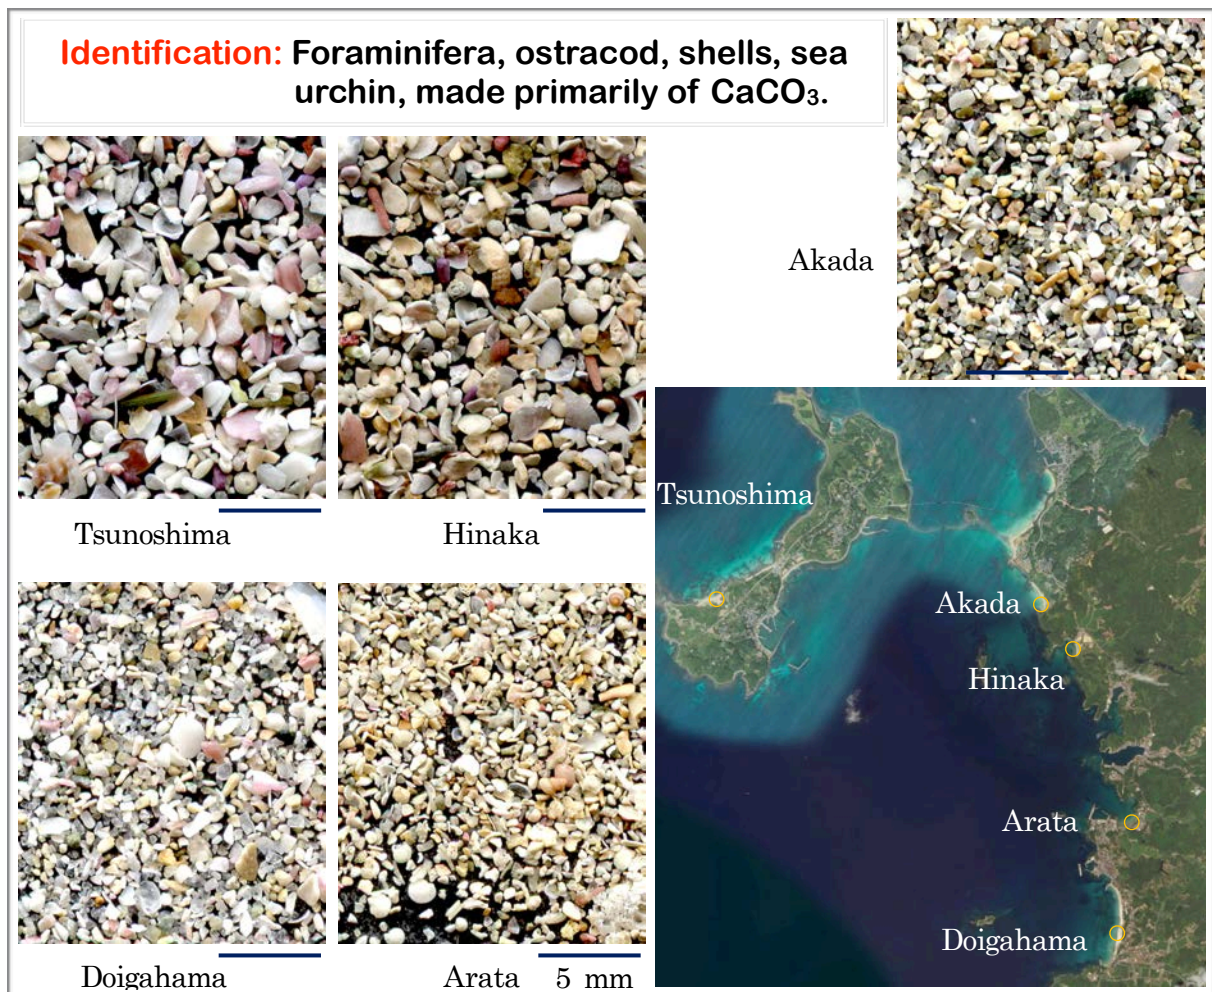 Identification: Foraminifera, ostracod, shells, sea
urchin, made primarily of CaCO₃.
Akada
Tsunoshima
Hinaka
Tsunoshima
Akada
Hinaka
Arata
Doigahama
Doigahama
Arata
5 mm